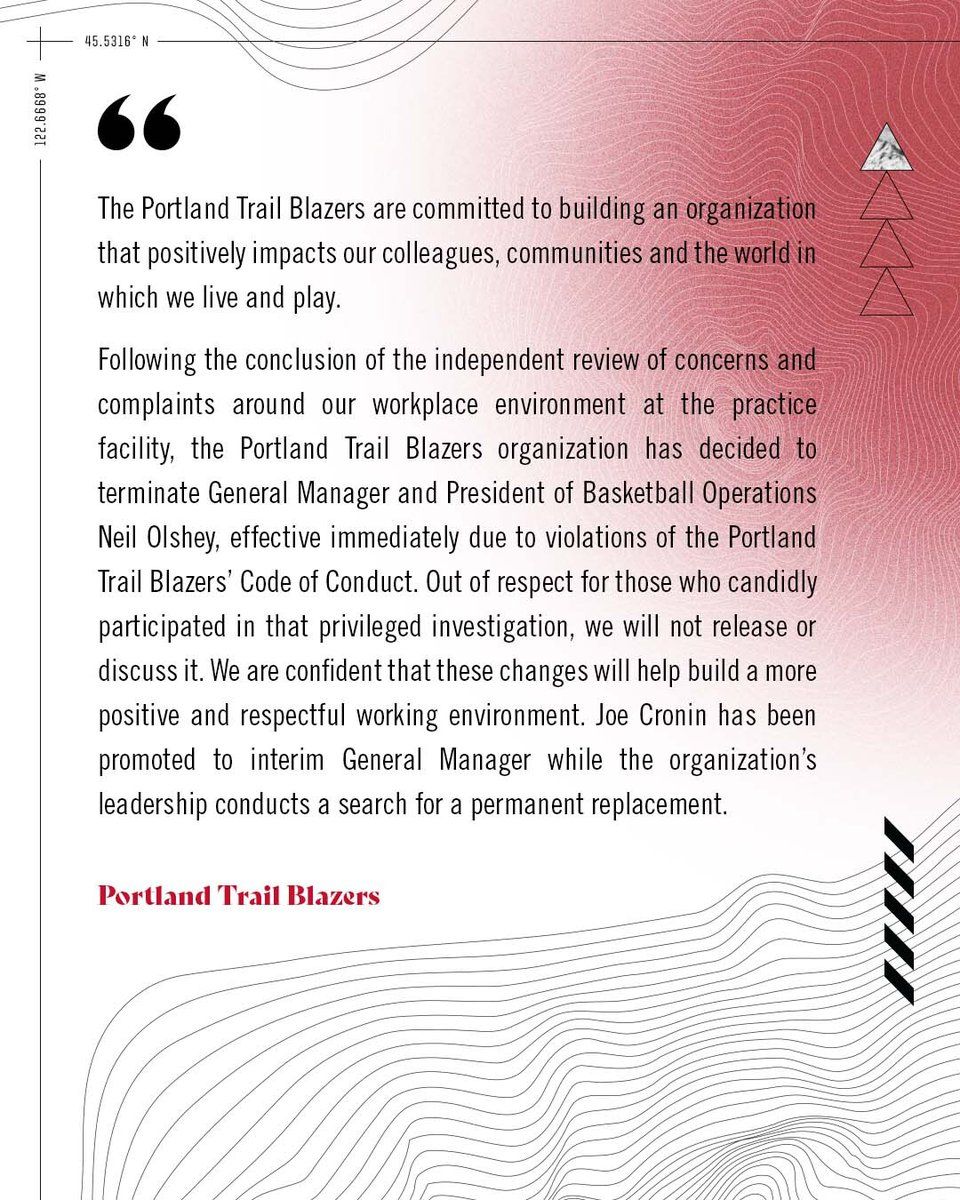 45.5316° N
122.6668° W
“
The Portland Trail Blazers are committed to building an organization
that positively impacts our colleagues, communities and the world in
which we live and play.
Following the conclusion of the independent review of concerns and
complaints around our workplace environment at the practice
facility, the Portland Trail Blazers organization has decided to
terminate General Manager and President of Basketball Operations
Neil Olshey, effective immediately due to violations of the Portland
Trail Blazers’ Code of Conduct. Out of respect for those who candidly
participated in that privileged investigation, we will not release or
discuss it. We are confident that these changes will help build a more
positive and respectful working environment. Joe Cronin has been
promoted to interim General Manager while the organization’s
leadership conducts a search for a permanent replacement.
Portland Trail Blazers